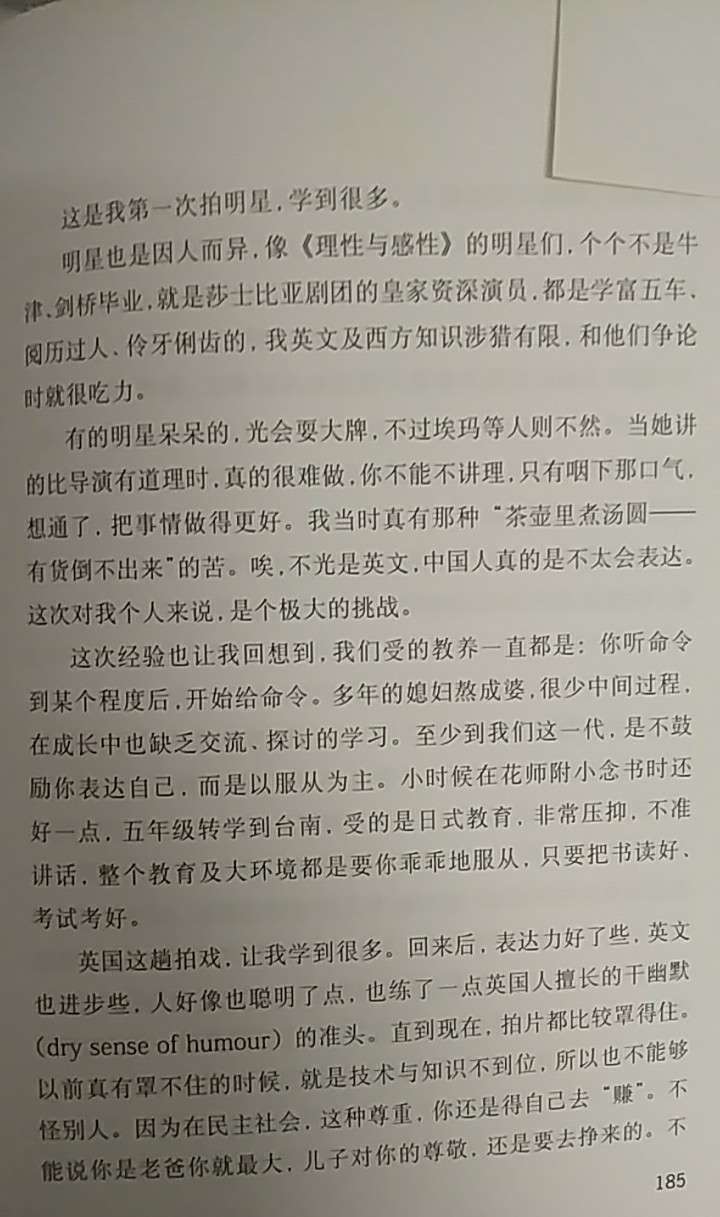 这是我第一次拍明星，学到很多。
明星也是因人而异，像《理性与感性》的明星们，个个不是牛
津、剑桥毕业，就是莎士比亚剧团的皇家资深演员，都是学富五车、
阅历过人、伶牙俐齿的，我英文及西方知识涉猎有限，和他们争论
时就很吃力。
有的明星呆呆的，光会耍大牌，不过埃玛等人则不然。当她讲
的比导演有道理时，真的很难做，你不能不讲理，只有咽下那口气，
想通了，把事情做得更好。我当时真有那种“茶壶里煮汤圆——
有货倒不出来”的苦。唉，不光是英文，中国人真的是不太会表达。
这次对我个人来说，是个极大的挑战。
这次经验也让我回想到，我们受的教养一直都是：你听命令
到某个程度后，开始给命令。多年的媳妇熬成婆，很少中间过程，
在成长中也缺乏交流、探讨的学习。至少到我们这一代，是不鼓
励你表达自己，而是以服从为主。小时候在花师附小念书时还
好一点，五年级转学到台南，受的是日式教育，非常压抑，不准
讲话，整个教育及大环境都是要你乖乖地服从，只要把书读好、
考试考好。
英国这趟拍戏，让我学到很多。回来后，表达力好了些，英文
也进步些，人好像也聪明了点，也练了一点英国人擅长的干幽默
（dry sense of humour）的准头。直到现在，拍片都比较罩得住。
以前真有罩不住的时候，就是技术与知识不到位，所以也不能够
怪别人。因为在民主社会，这种尊重，你还是得自己去“赚”。不
能说你是老爸你就最大，儿子对你的尊敬，还是要去挣来的。不
185